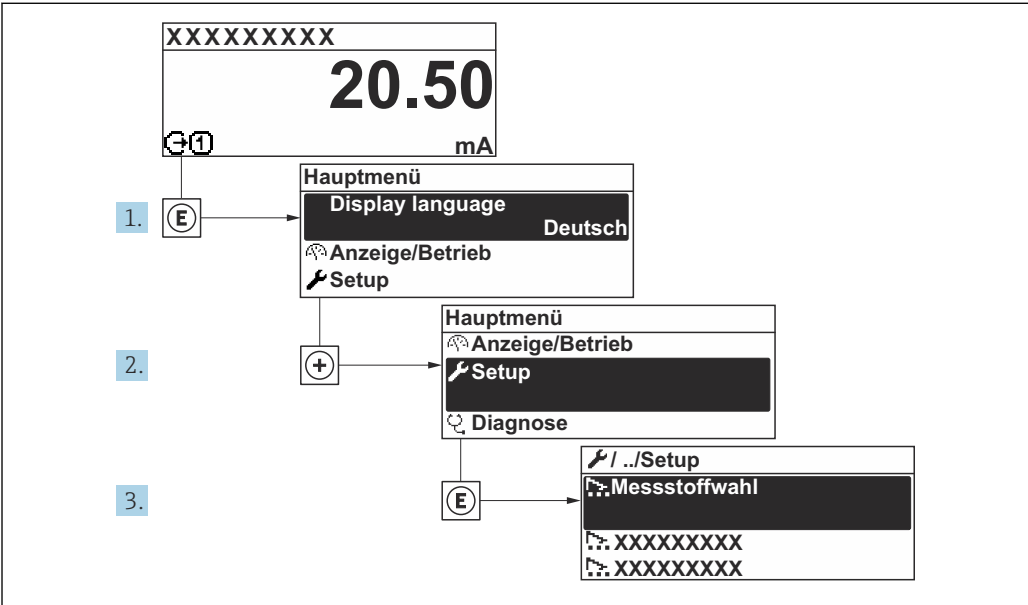 XXXXXXXXX
20.50
mA
1
1.
E
Hauptmenü
Display language
Deutsch
Anzeige/Betrieb
Setup
2.
+
Hauptmenü
Anzeige/Betrieb
Setup
Diagnose
3.
E
/ ../Setup
Messstoffwahl
XXXXXXXXX
XXXXXXXXX